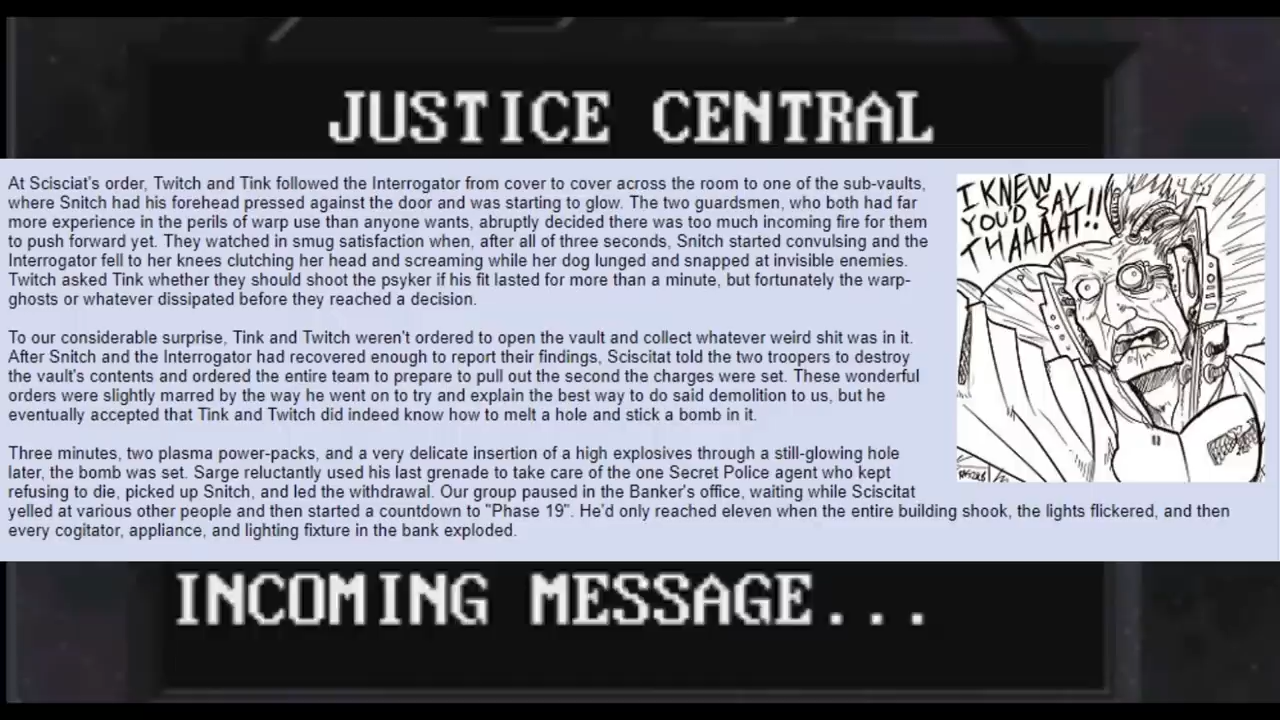 JUSTICE CENTRAL
At Scisciat's order, Twitch and Tink followed the Interrogator from cover to cover across the room to one of the sub-vaults,
where Snitch had his forehead pressed against the door and was starting to glow. The two guardsmen, who both had far
more experience in the perils of warp use than anyone wants, abruptly decided there was too much incoming fire for them
to push forward yet. They watched in smug satisfaction when, after all of three seconds, Snitch started convulsing and the
Interrogator fell to her knees clutching her head and screaming while her dog lunged and snapped at invisible enemies.
Twitch asked Tink whether they should shoot the psyker if his fit lasted for more than a minute, but fortunately the warp-
ghosts or whatever dissipated before they reached a decision.
To our considerable surprise, Tink and Twitch weren't ordered to open the vault and collect whatever weird shit was in it.
After Snitch and the Interrogator had recovered enough to report their findings, Sciscitat told the two troopers to destroy
the vault's contents and ordered the entire team to prepare to pull out the second the charges were set. These wonderful
orders were slightly marred by the way he went on to try and explain the best way to do said demolition to us, but he
eventually accepted that Tink and Twitch did indeed know how to melt a hole and stick a bomb in it.
Three minutes, two plasma power-packs, and a very delicate insertion of a high explosives through a still-glowing hole
later, the bomb was set. Sarge reluctantly used his last grenade to take care of the one Secret Police agent who kept
refusing to die, picked up Snitch, and led the withdrawal. Our group paused in the Banker's office, waiting while Sciscitat
yelled at various other people and then started a countdown to "Phase 19". He'd only reached eleven when the entire building shook, the lights flickered, and then
every cogitator, appliance, and lighting fixture in the bank exploded.
I KNEW
YOU'D SAY
THAAAAT!!
INCOMING MESSAGE...